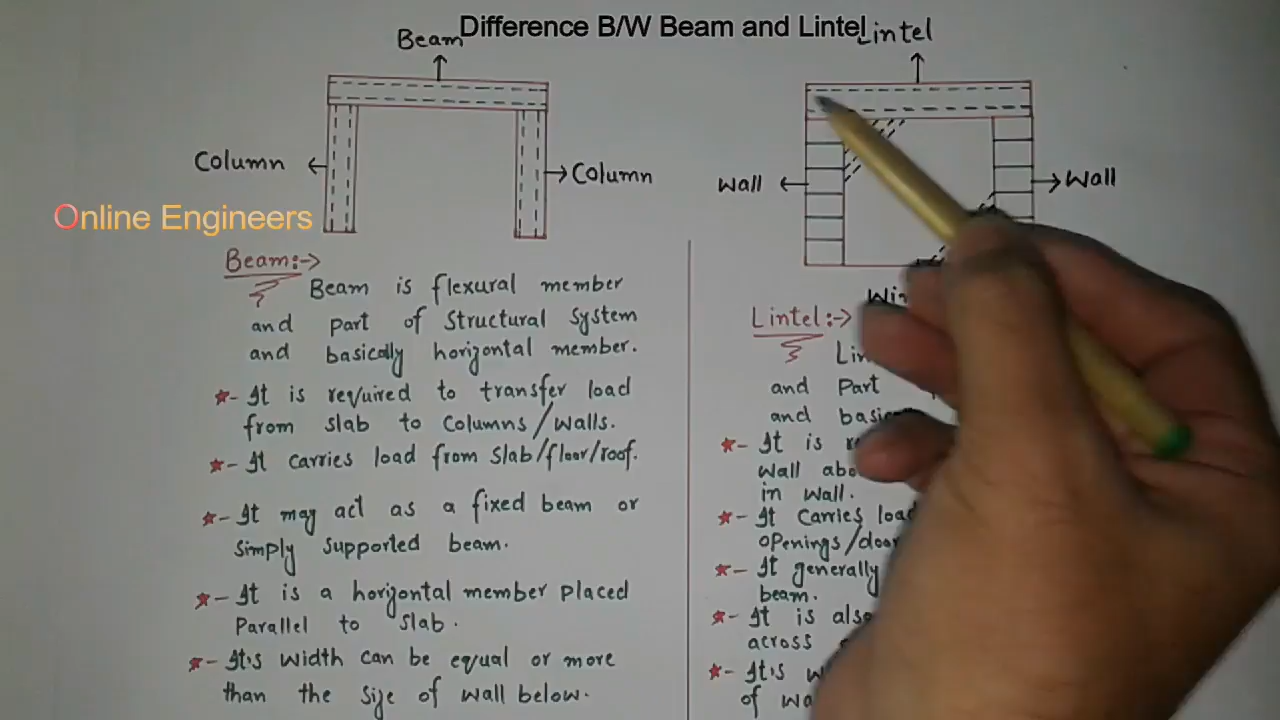 Difference B/W Beam and Lintel
Beam
Lintel
Column
Column
Wall
Wall
Online Engineers
Beam:->
Beam is flexural member
and part of structural system
and basically horizontal member.
- It is required to transfer load
from slab to columns/walls.
- It carries load from slab/floor/roof.
- It may act as a fixed beam or
simply supported beam.
- It is a horizontal member placed
parallel to slab.
- It's width can be equal or more
than the size of wall below.
Lintel:->
and part
and
- It is
wall
in wall.
- It carries load
openings/
- It generally
beam.
- It is also
across
- It's
of